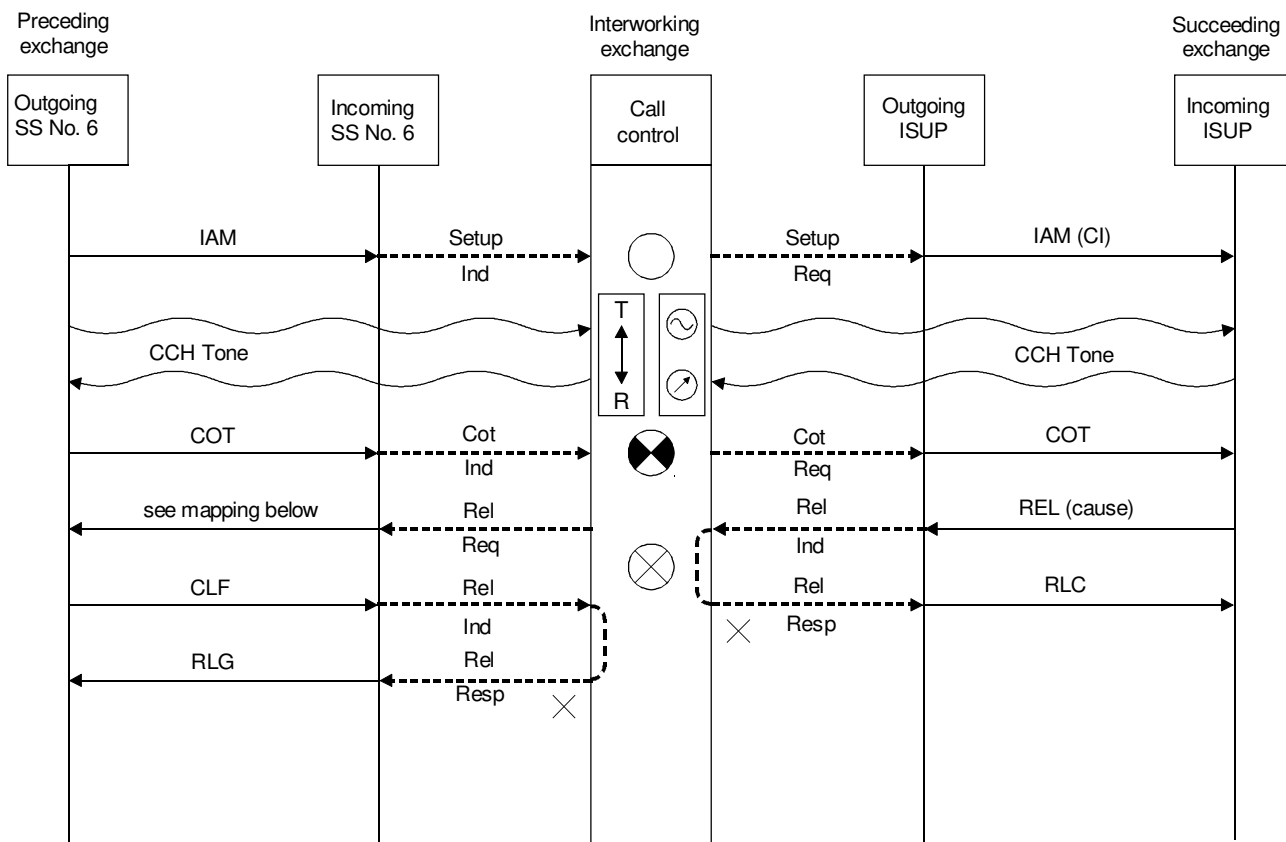 Preceding
exchange
Interworking
exchange
Succeeding
exchange
Outgoing
SS No. 6
Incoming
SS No. 6
Call
control
Outgoing
ISUP
Incoming
ISUP
IAM
Setup
Ind
Setup
Req
IAM (CI)
T
R
CCH Tone
CCH Tone
COT
Cot
Ind
Cot
Req
COT
see mapping below
Rel
Req
Rel
Ind
REL (cause)
CLF
Rel
Ind
Rel
Resp
RLC
RLG
Rel
Resp